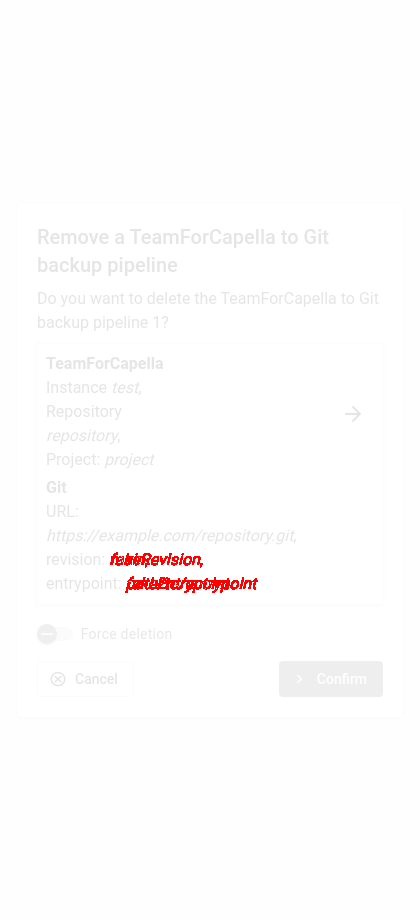 Remove a TeamForCapella to Git
backup pipeline
Do you want to delete the TeamForCapella to Git
backup pipeline 1?
TeamForCapella
Instance test,
Repository
repository,
Project: project
Git
URL:
https://example.com/repository.git,
revision:
entrypoint:
Force deletion
Cancel
Confirm